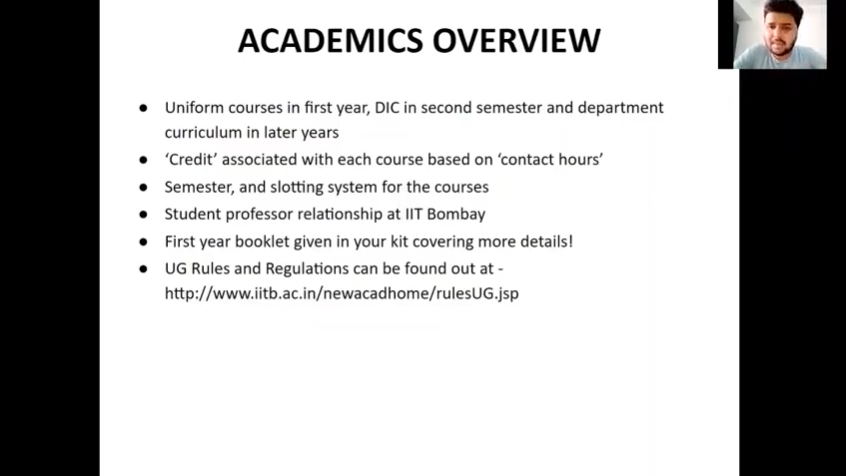 ACADEMICS OVERVIEW
● Uniform courses in first year, DIC in second semester and department
curriculum in later years
● ‘Credit’ associated with each course based on ‘contact hours’
● Semester, and slotting system for the courses
● Student professor relationship at IIT Bombay
● First year booklet given in your kit covering more details!
● UG Rules and Regulations can be found out at -
http://www.iitb.ac.in/newacadhome/rulesUG.jsp